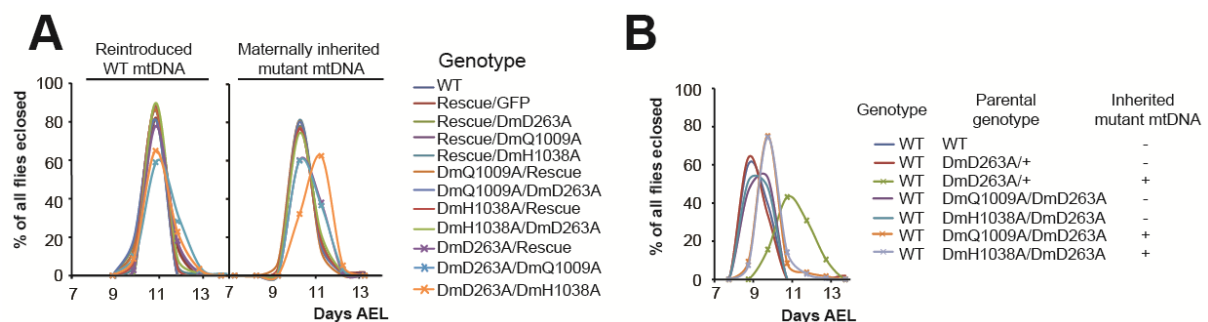 A
Reintroduced
WT mtDNA
Maternally inherited
mutant mtDNA
% of all flies eclosed
100
80
60
40
20
0
7
9
11
13
7
9
11
13
Days AEL
Genotype
WT
Rescue/GFP
Rescue/DmD263A
Rescue/DmQ1009A
Rescue/DmH1038A
DmQ1009A/Rescue
DmQ1009A/DmD263A
DmH1038A/Rescue
DmH1038A/DmD263A
DmD263A/Rescue
DmD263A/DmQ1009A
DmD263A/DmH1038A
B
% of all flies eclosed
100
80
60
40
20
0
7
9
11
13
Days AEL
Genotype
Parental
genotype
Inherited
mutant mtDNA
WT WT -
WT DmD263A/+ -
WT DmD263A/+ +
WT DmQ1009A/DmD263A -
WT DmH1038A/DmD263A -
WT DmQ1009A/DmD263A +
WT DmH1038A/DmD263A +